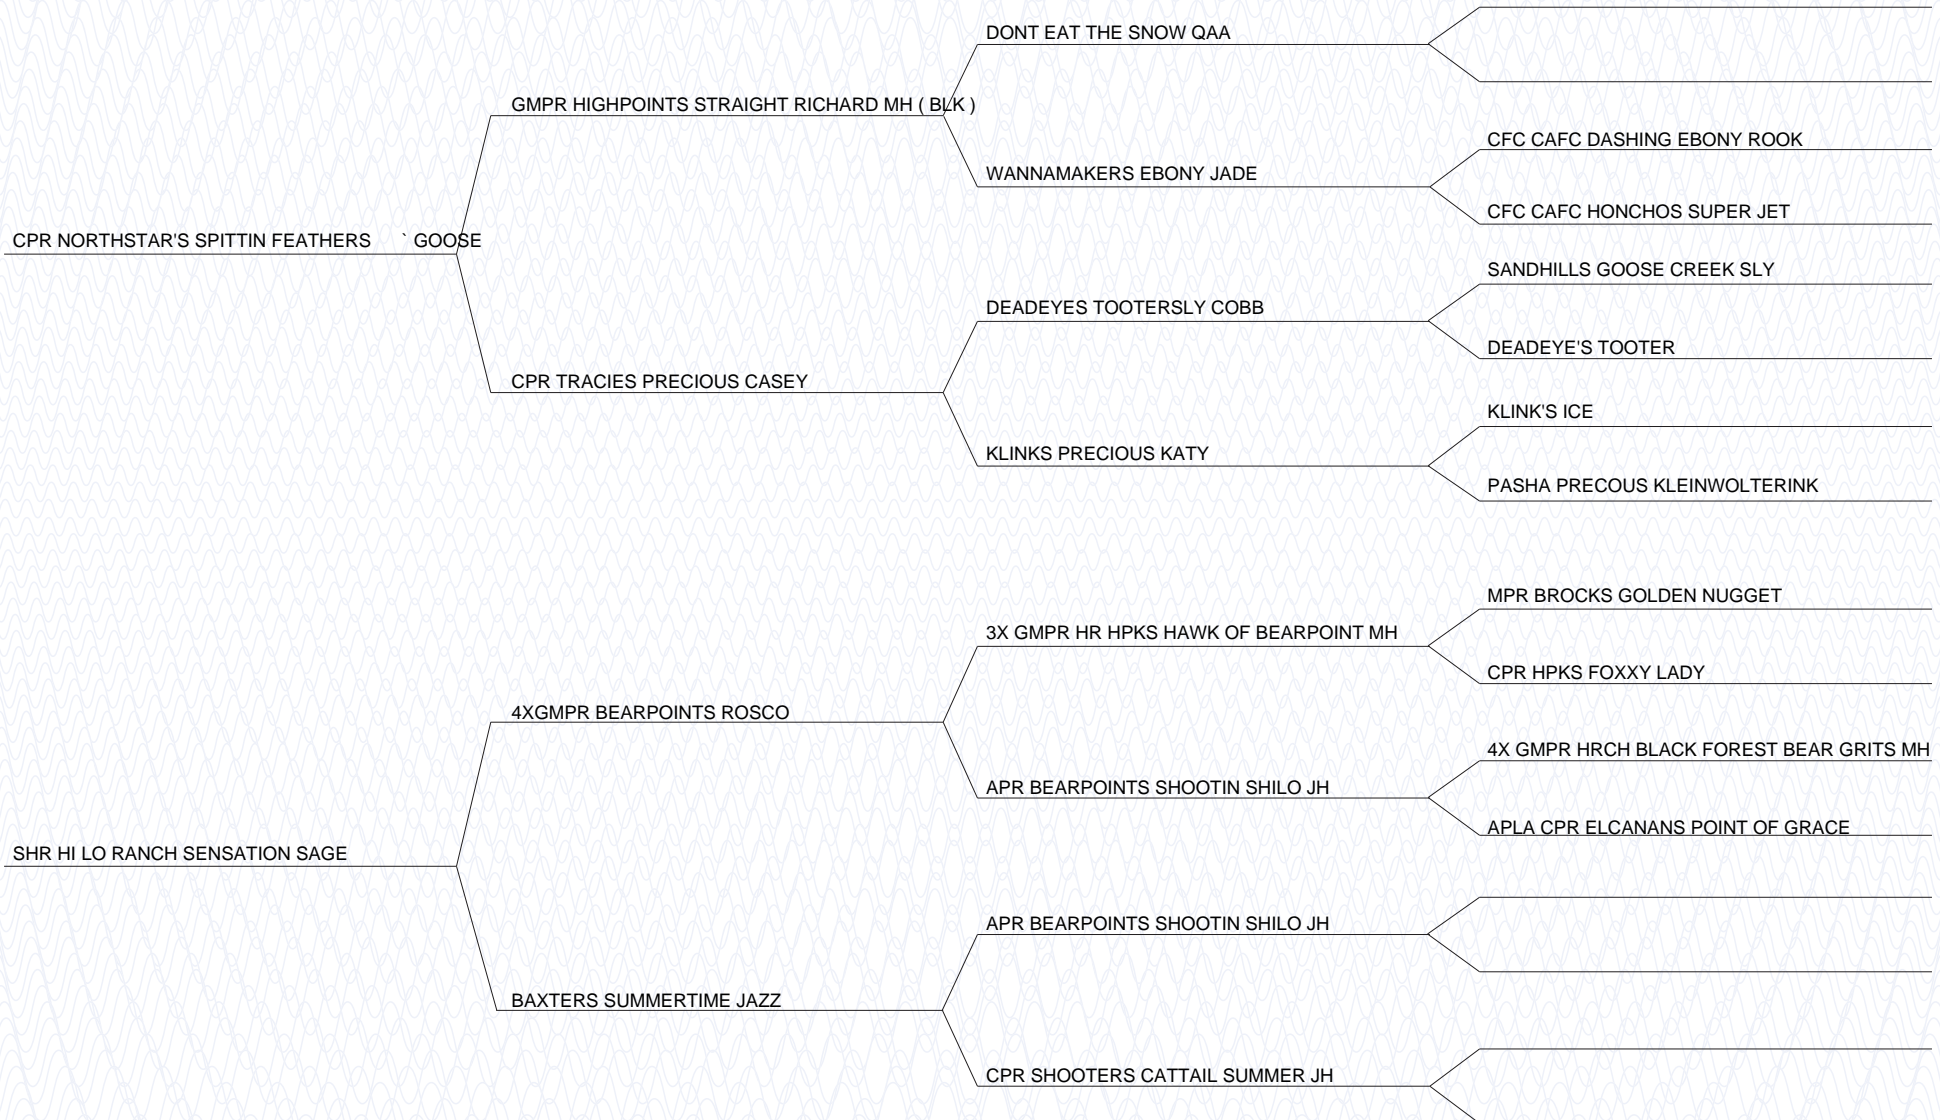 DONT EAT THE SNOW QAA
GMPR HIGHPOINTS STRAIGHT RICHARD MH ( BLK )
CFC CAFC DASHING EBONY ROOK
WANNAMAKERS EBONY JADE
CFC CAFC HONCHOS SUPER JET
CPR NORTHSTAR'S SPITTIN FEATHERS ` GOOSE
SANDHILLS GOOSE CREEK SLY
DEADEYES TOOTERSLY COBB
DEADEYE'S TOOTER
CPR TRACIES PRECIOUS CASEY
KLINK'S ICE
KLINKS PRECIOUS KATY
PASHA PRECOUS KLEINWOLTERINK
MPR BROCKS GOLDEN NUGGET
3X GMPR HR HPKS HAWK OF BEARPOINT MH
CPR HPKS FOXXY LADY
4XGMPR BEARPOINTS ROSCO
4X GMPR HRCH BLACK FOREST BEAR GRITS MH
APR BEARPOINTS SHOOTIN SHILO JH
APLA CPR ELCANANS POINT OF GRACE
SHR HI LO RANCH SENSATION SAGE
APR BEARPOINTS SHOOTIN SHILO JH
BAXTERS SUMMERTIME JAZZ
CPR SHOOTERS CATTAIL SUMMER JH